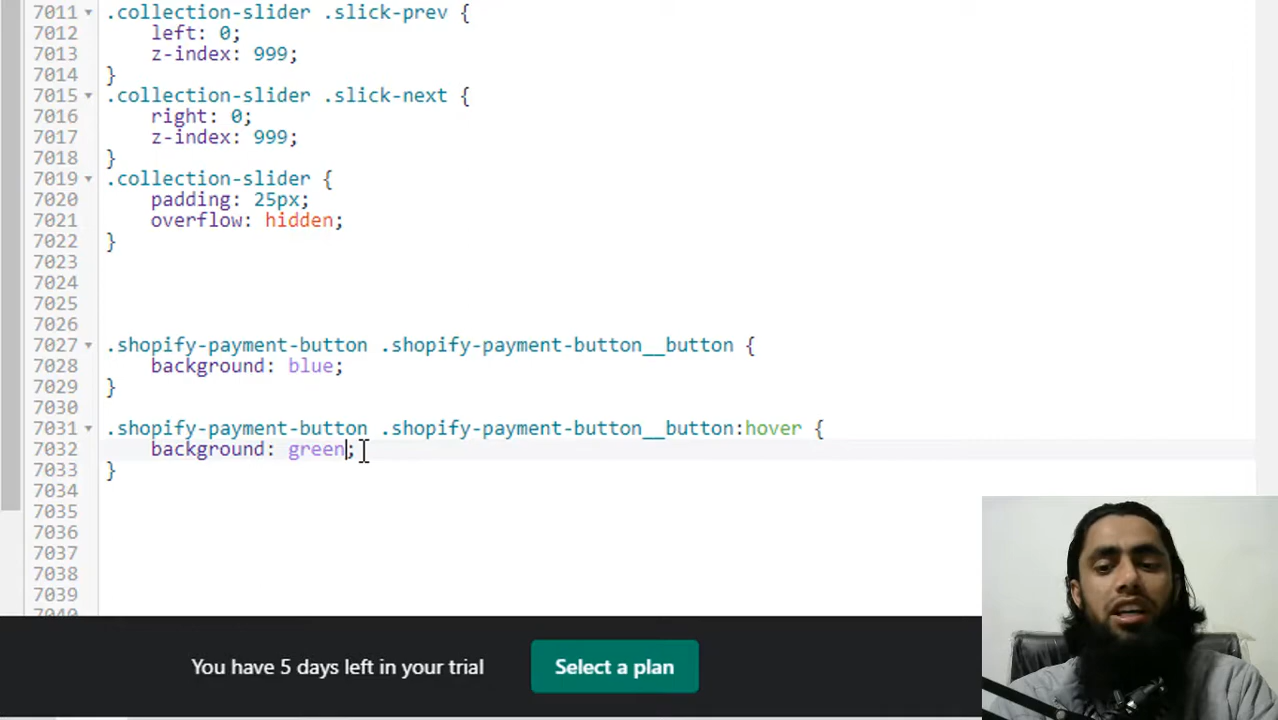 7011 .collection-slider .slick-prev {
7012 left: 0;
7013 z-index: 999;
7014 }
7015 .collection-slider .slick-next {
7016 right: 0;
7017 z-index: 999;
7018 }
7019 .collection-slider {
7020 padding: 25px;
7021 overflow: hidden;
7022 }
7023
7024
7025
7026
7027 .shopify-payment-button .shopify-payment-button__button {
7028 background: blue;
7029 }
7030
7031 .shopify-payment-button .shopify-payment-button__button:hover {
7032 background: green;
7033 }
7034
7035
7036
7037
7038
7039
7040
You have 5 days left in your trial
Select a plan